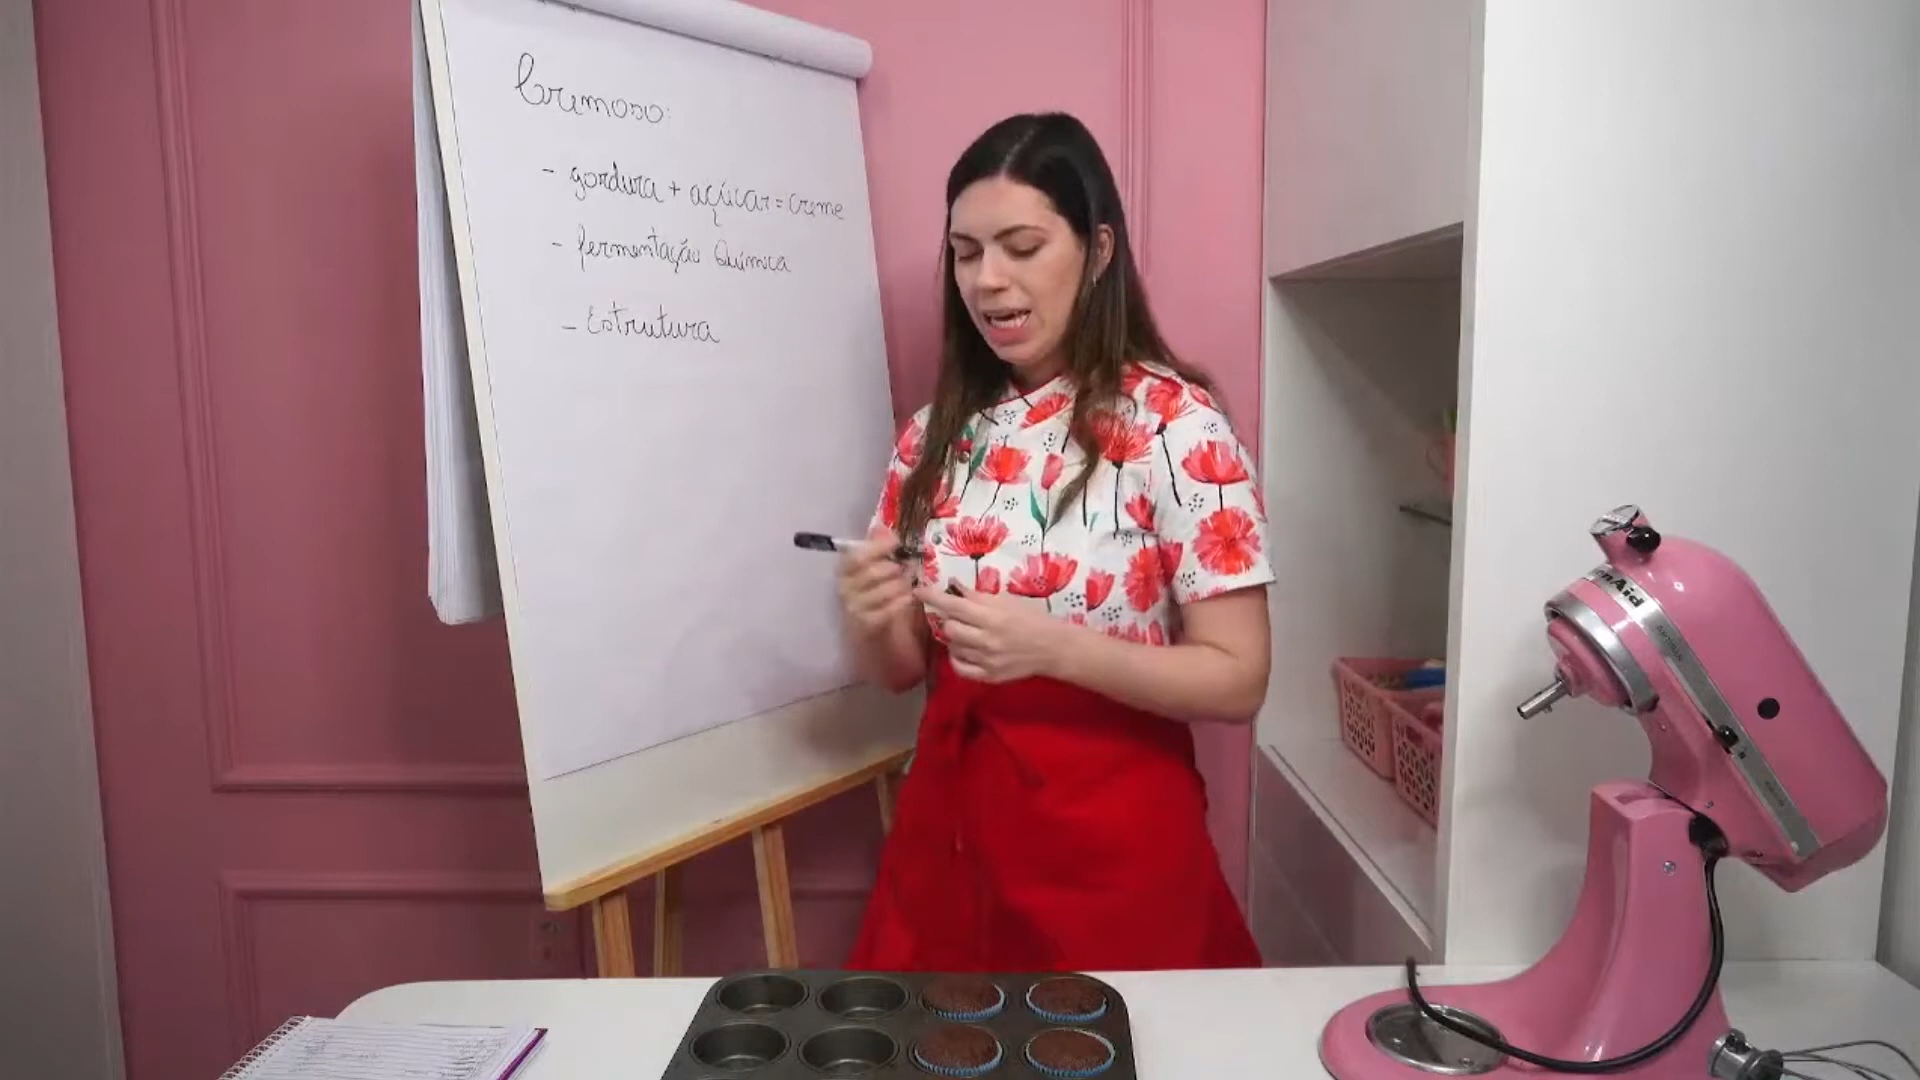 Cremoso:
- gordura + açúcar = creme
- fermentação Química
- Estrutura